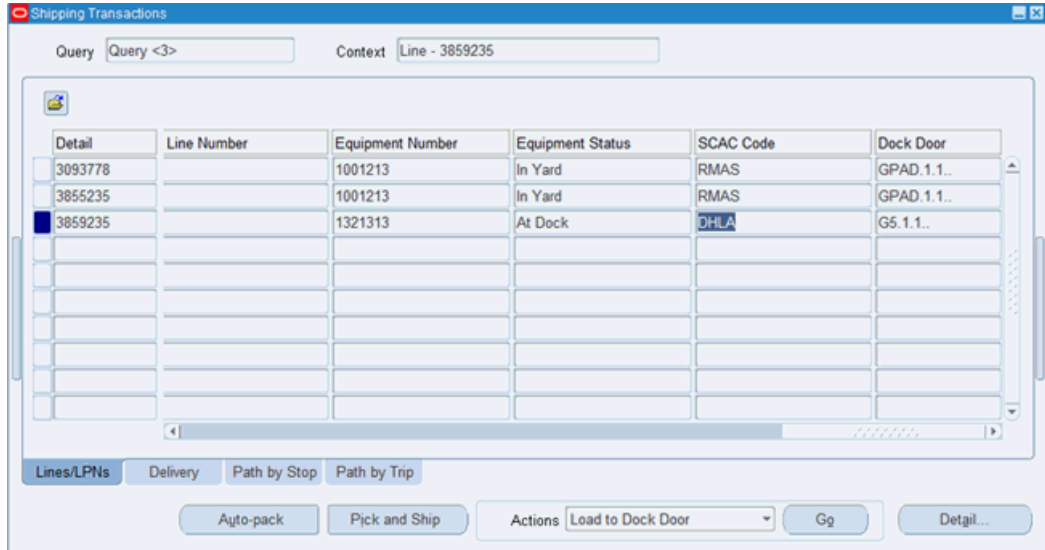 Shipping Transactions
Query Query <3> Context Line - 3859235
Detail Line Number Equipment Number Equipment Status SCAC Code Dock Door
3093778 1001213 In Yard RMAS GPAD.1.1..
3855235 1001213 In Yard RMAS GPAD.1.1..
3859235 1321313 At Dock DHLA G5.1.1..
Lines/LPNs Delivery Path by Stop Path by Trip
Auto-pack Pick and Ship Actions Load to Dock Door Go Detail...